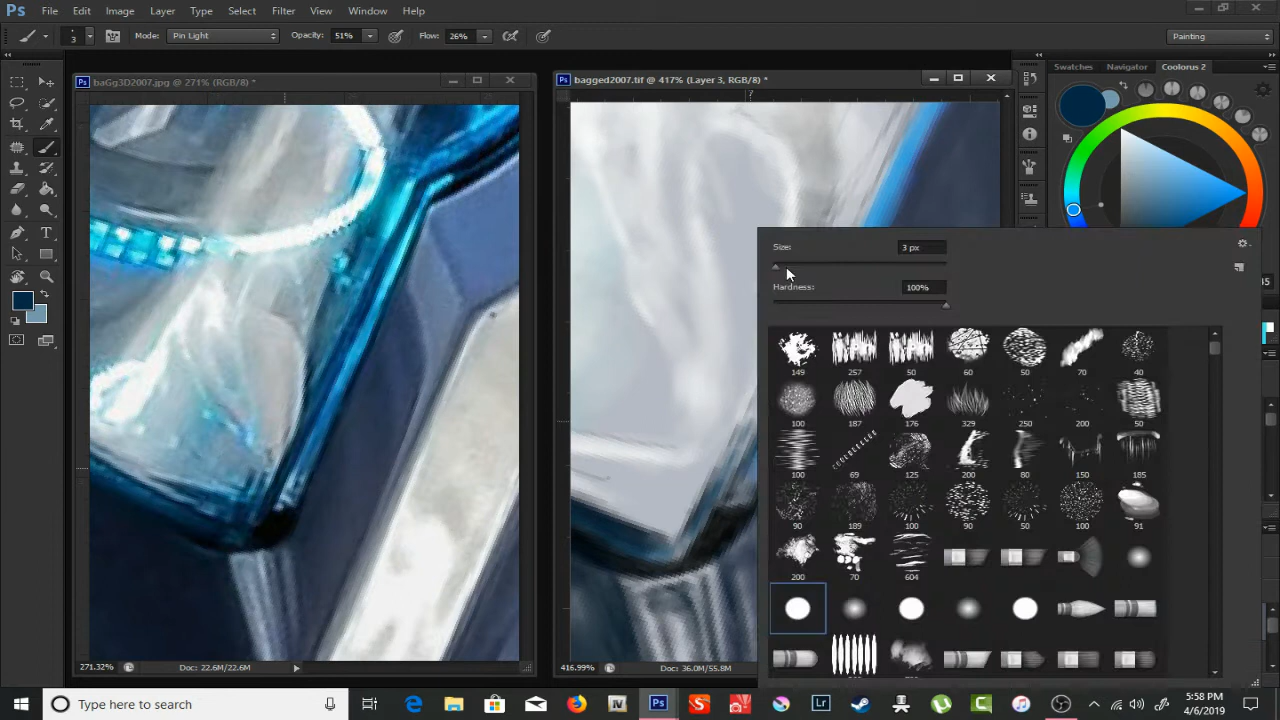 Ps File Edit Image Layer Type Select Filter View Window Help
3 Mode: Pin Light Opacity: 51% Flow: 26% Painting
Ps baGg3D2007.jpg @ 271% (RGB/8) *
Ps bagged2007.tif @ 417% (Layer 3, RGB/8) *
Swatches Navigator Coolorus 2
7
Size: 3 px
Hardness: 100%
45
149 257 50 60 50 70 40
100 187 176 329 250 200 50
100 69 125 200 80 150 185
90 189 100 90 50 100 91
200 70 604
271.32% Doc: 22.6M/22.6M
416.99% Doc: 36.0M/55.8M
Type here to search
5:58 PM
4/6/2019